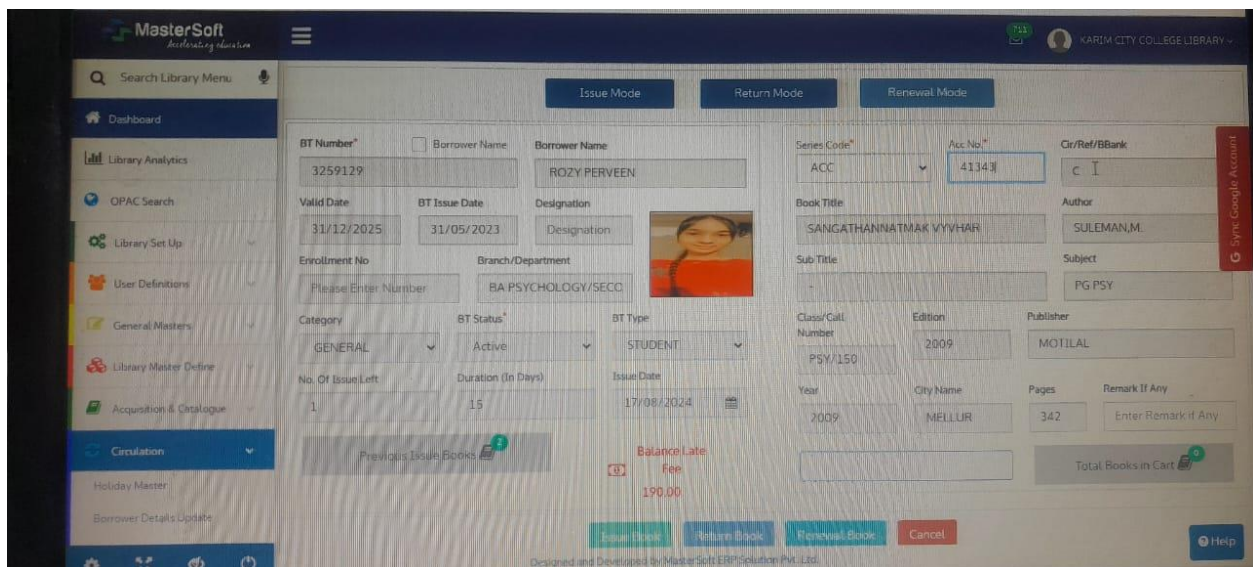 MasterSoft
Accelerating education
711
KARIM CITY COLLEGE LIBRARY
Search Library Menu
Dashboard
Library Analytics
OPAC Search
Library Set Up
User Definitions
General Masters
Library Master Define
Acquisition & Catalogue
Circulation
Holiday Master
Borrower Details Update
Issue Mode Return Mode Renewal Mode
BT Number* Borrower Name Borrower Name
3259129 ROZY PERVEEN
Valid Date BT Issue Date Designation
31/12/2025 31/05/2023 Designation
Enrollment No Branch/Department
Please Enter Number BA PSYCHOLOGY/SECO
Category BT Status* BT Type
GENERAL Active STUDENT
No. Of Issue Left Duration (In Days) Issue Date
1 15 17/08/2024
Previous Issue Books 2
Balance Late
Fee
190.00
Series Code* Acc No.* Cir/Ref/BBank
ACC 41343 C
Book Title Author
SANGATHANNATMAK VYVHAR SULEMAN,M.
Sub Title Subject
- PG PSY
Class/Call Number Edition Publisher
PSY/150 2009 MOTILAL
Year City Name Pages Remark If Any
2009 MELLUR 342 Enter Remark if Any
Total Books in Cart 0
Issue Book Return Book Renewal Book Cancel
Designed and Developed by MasterSoft ERP Solution Pvt. Ltd.
G Sync Google Account
Help